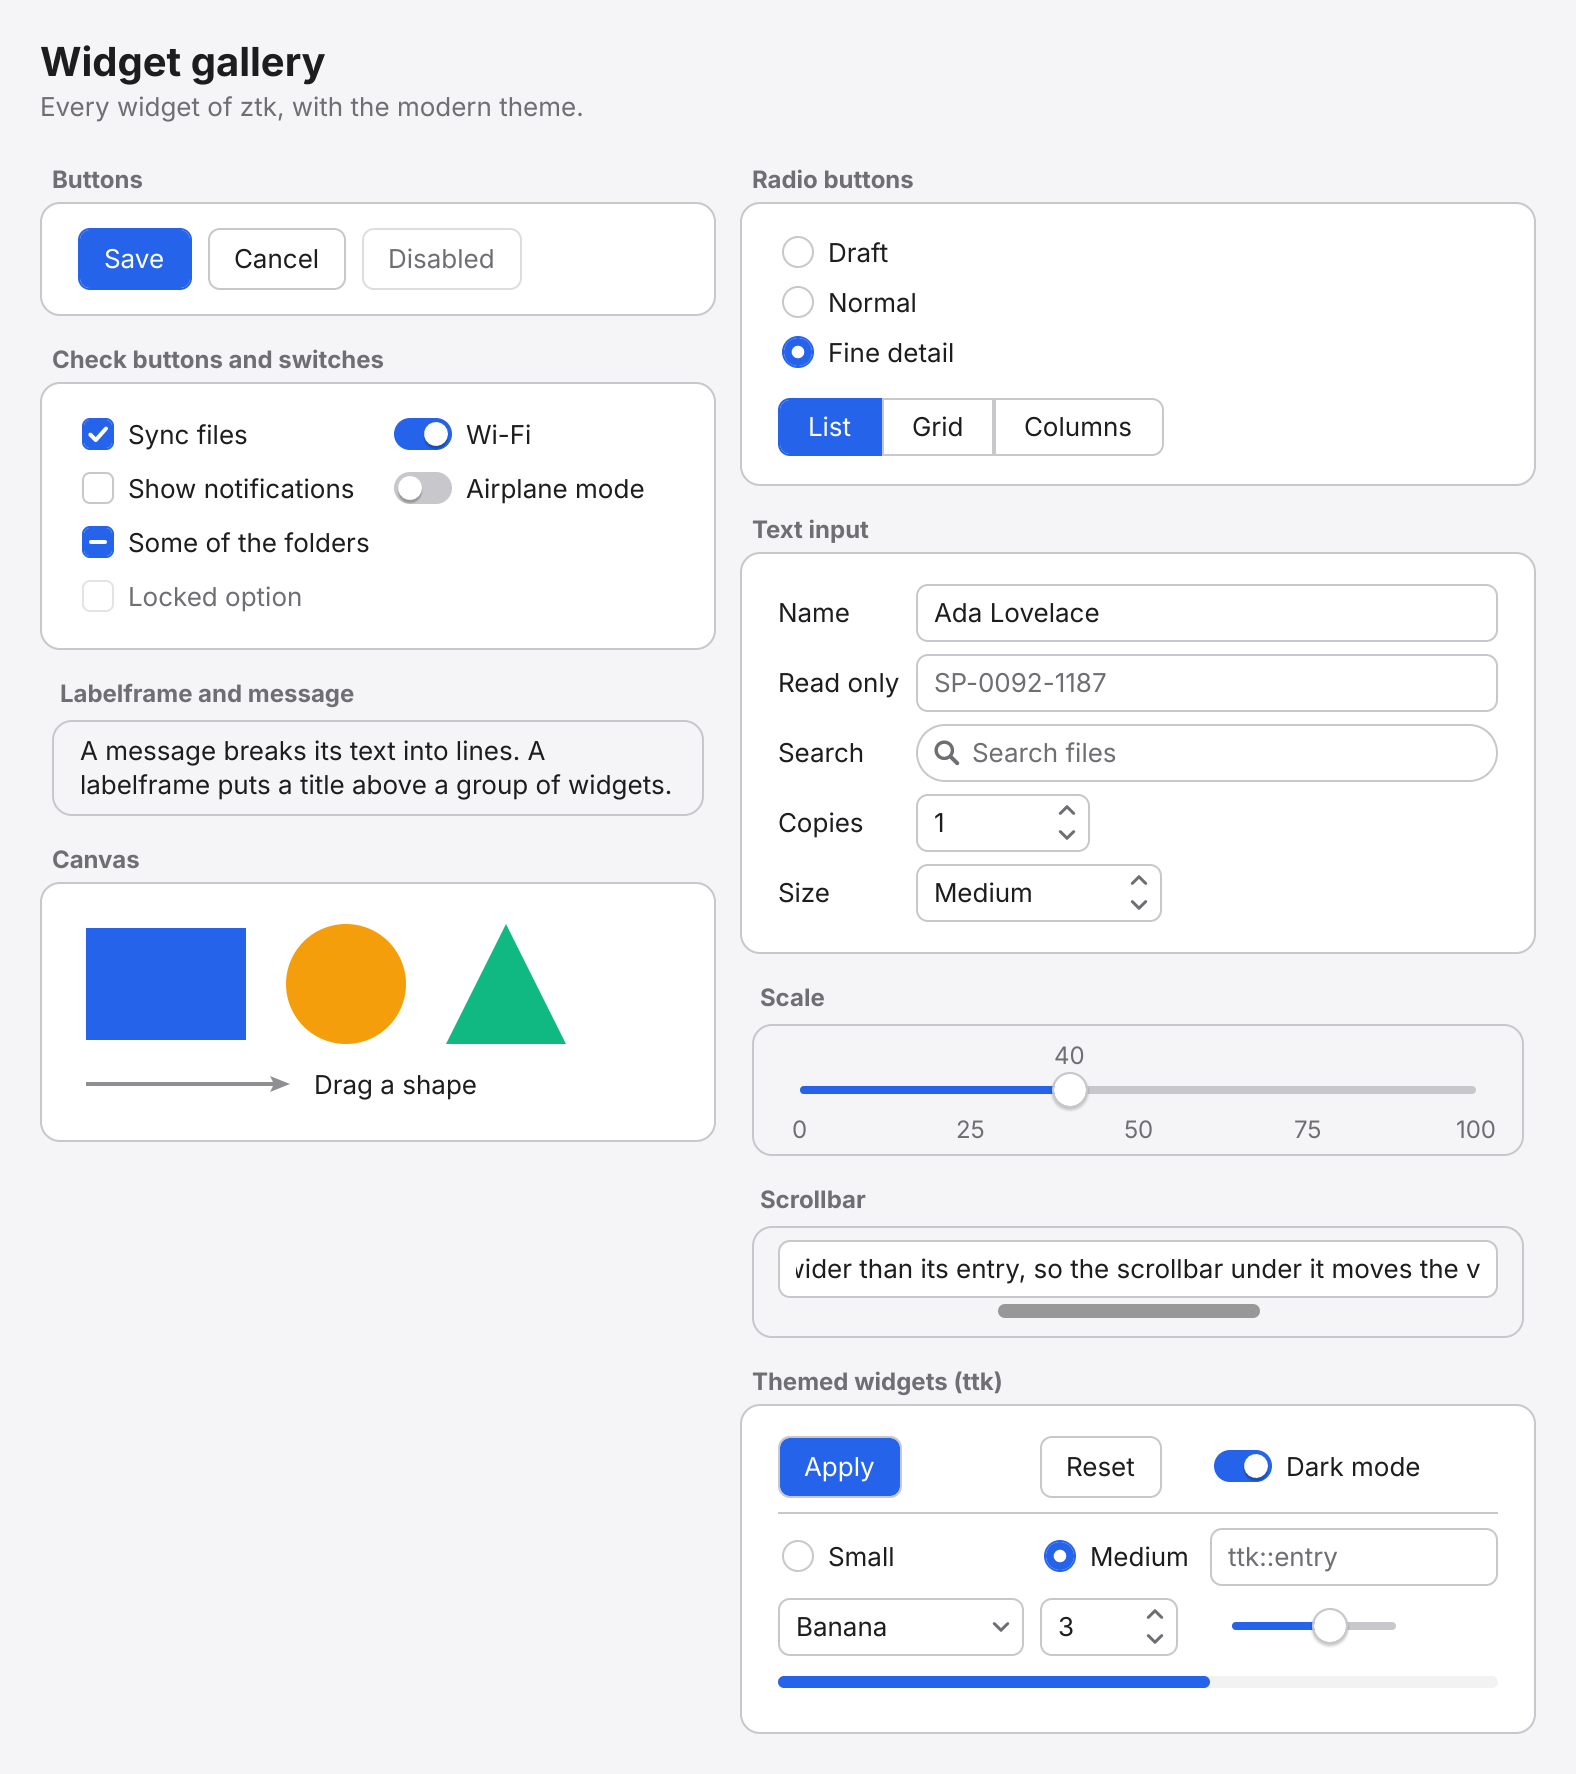 Widget gallery
Every widget of ztk, with the modern theme.
Buttons
Save
Cancel
Disabled
Check buttons and switches
Sync files
Wi-Fi
Show notifications
Airplane mode
Some of the folders
Locked option
Labelframe and message
A message breaks its text into lines. A
labelframe puts a title above a group of widgets.
Canvas
Drag a shape
Radio buttons
Draft
Normal
Fine detail
List
Grid
Columns
Text input
Name
Ada Lovelace
Read only
SP-0092-1187
Search
Search files
Copies
1
Size
Medium
Scale
40
0
25
50
75
100
Scrollbar
ider than its entry, so the scrollbar under it moves the v
Themed widgets (ttk)
Apply
Reset
Dark mode
Small
Medium
ttk::entry
Banana
3